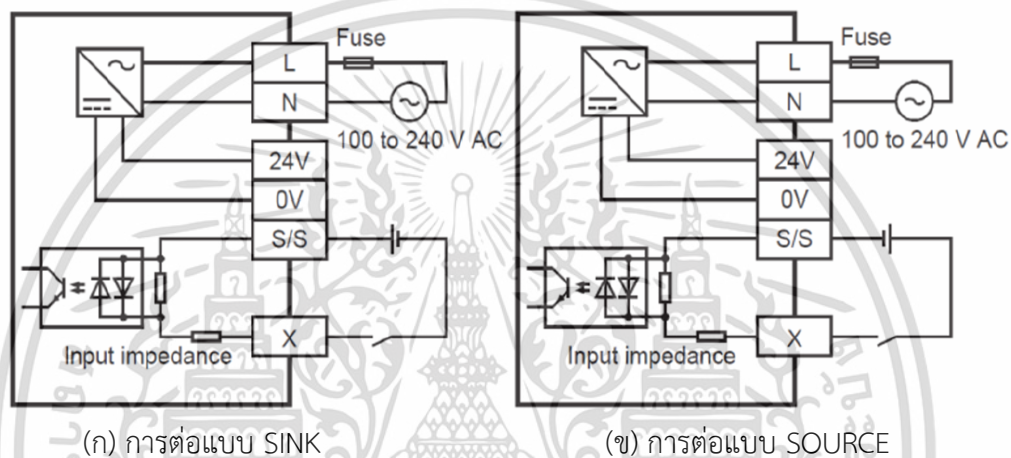 Fuse
L
N
100 to 240 V AC
24V
0V
S/S
X
Input impedance
(ก) การต่อแบบ SINK
Fuse
L
N
100 to 240 V AC
24V
0V
S/S
X
Input impedance
(ข) การต่อแบบ SOURCE